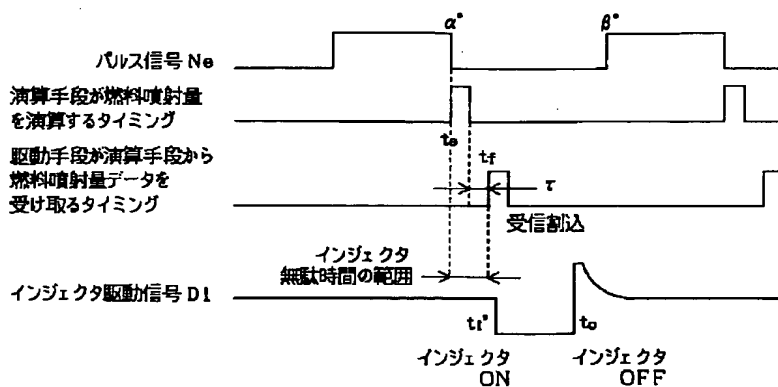 α°
β°
パルス信号 Ne
演算手段が燃料噴射量
を演算するタイミング
ts
駆動手段が演算手段から
燃料噴射量データを
受け取るタイミング
tf
τ
受信割込
インジェクタ
無駄時間の範囲
インジェクタ駆動信号 D1
t1"
to
インジェクタ
ON
インジェクタ
OFF